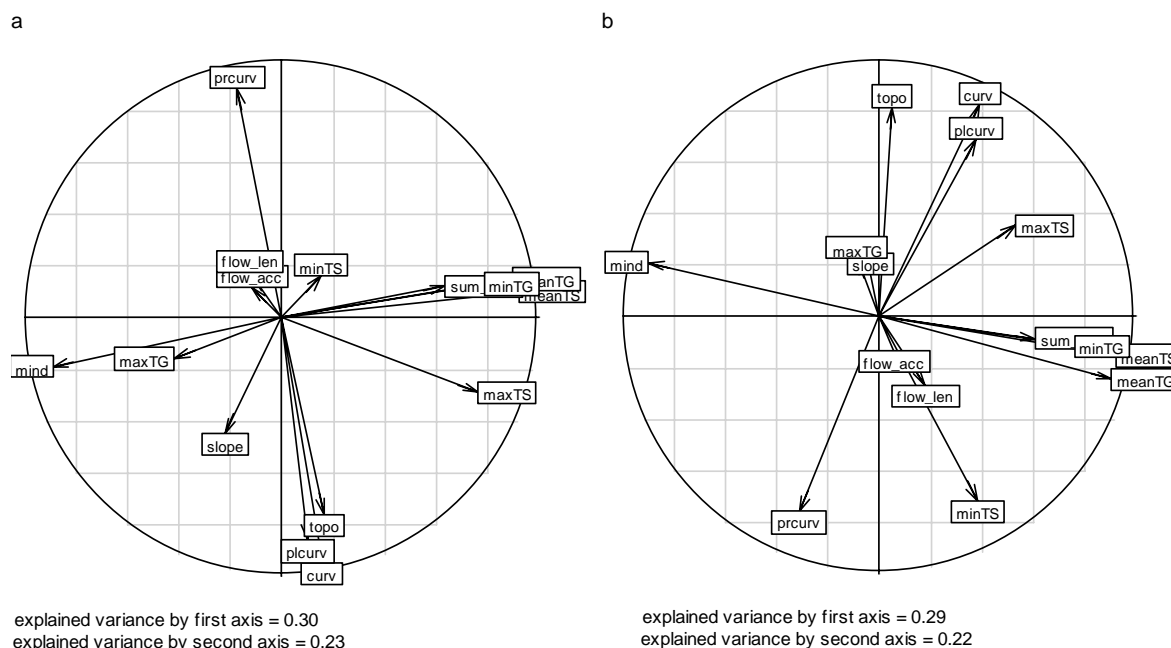 a
b
prcurv
flow_len
flow_acc
minTS
sum
minTG
meanTG
meanTS
mind
maxTG
maxTS
slope
topo
plcurv
curv
explained variance by first axis = 0.30
explained variance by second axis = 0.23
topo
curv
plcurv
maxTS
maxTG
slope
mind
sum
minTG
meanTS
meanTG
flow_acc
flow_len
prcurv
minTS
explained variance by first axis = 0.29
explained variance by second axis = 0.22